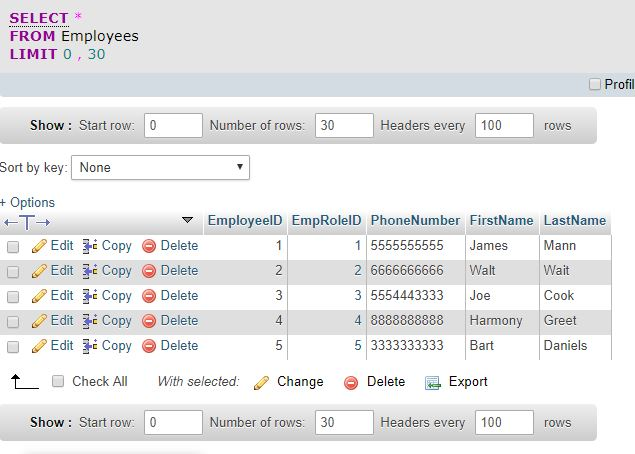 SELECT *
FROM Employees
LIMIT 0 , 30
Profil
Show : Start row: 0 Number of rows: 30 Headers every 100 rows
Sort by key: None
+ Options
←T→ EmployeeID EmpRoleID PhoneNumber FirstName LastName
Edit Copy Delete 1 1 5555555555 James Mann
Edit Copy Delete 2 2 6666666666 Walt Wait
Edit Copy Delete 3 3 5554443333 Joe Cook
Edit Copy Delete 4 4 8888888888 Harmony Greet
Edit Copy Delete 5 5 3333333333 Bart Daniels
Check All With selected: Change Delete Export
Show : Start row: 0 Number of rows: 30 Headers every 100 rows